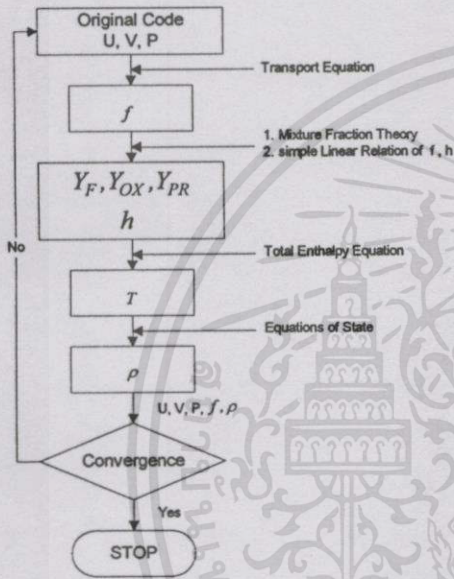 Original Code
U, V, P
Transport Equation
f
1. Mixture Fraction Theory
2. simple Linear Relation of f, h
Y_F, Y_OX, Y_PR
h
No
Total Enthalpy Equation
T
Equations of State
ρ
U, V, P, f, ρ
Convergence
Yes
STOP